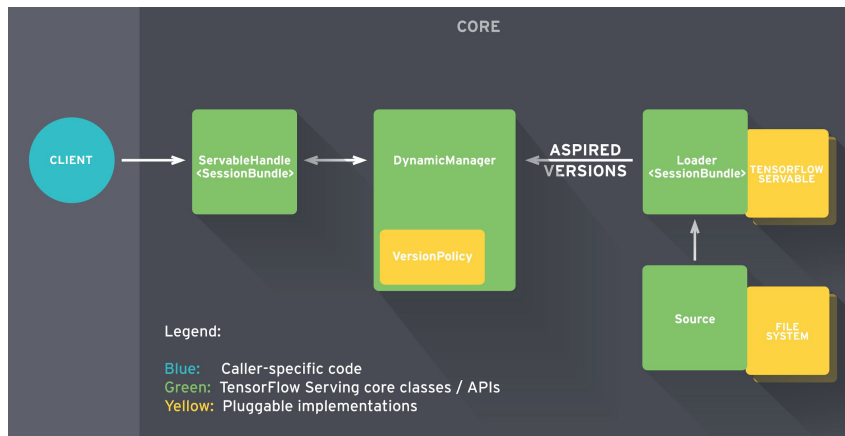 CORE
CLIENT
ServableHandle
<SessionBundle>
DynamicManager
VersionPolicy
ASPIRED
VERSIONS
Loader
<SessionBundle>
TENSORFLOW
SERVABLE
Source
FILE
SYSTEM
Legend:
Blue: Caller-specific code
Green: TensorFlow Serving core classes / APIs
Yellow: Pluggable implementations